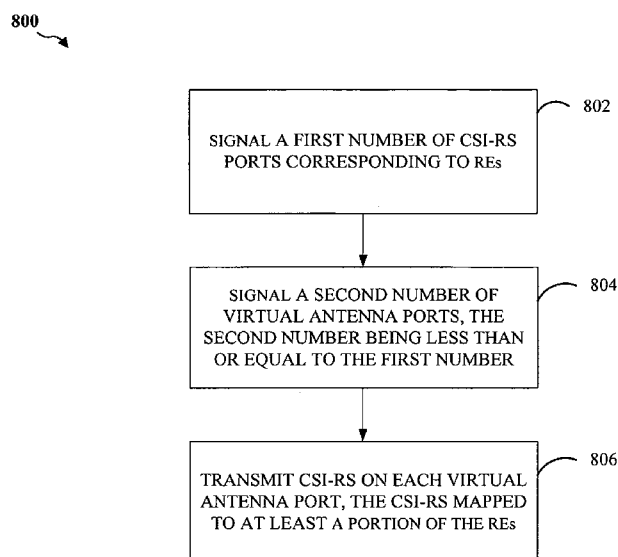 800
802
SIGNAL A FIRST NUMBER OF CSI-RS
PORTS CORRESPONDING TO REs
804
SIGNAL A SECOND NUMBER OF
VIRTUAL ANTENNA PORTS, THE
SECOND NUMBER BEING LESS THAN
OR EQUAL TO THE FIRST NUMBER
806
TRANSMIT CSI-RS ON EACH VIRTUAL
ANTENNA PORT, THE CSI-RS MAPPED
TO AT LEAST A PORTION OF THE REs